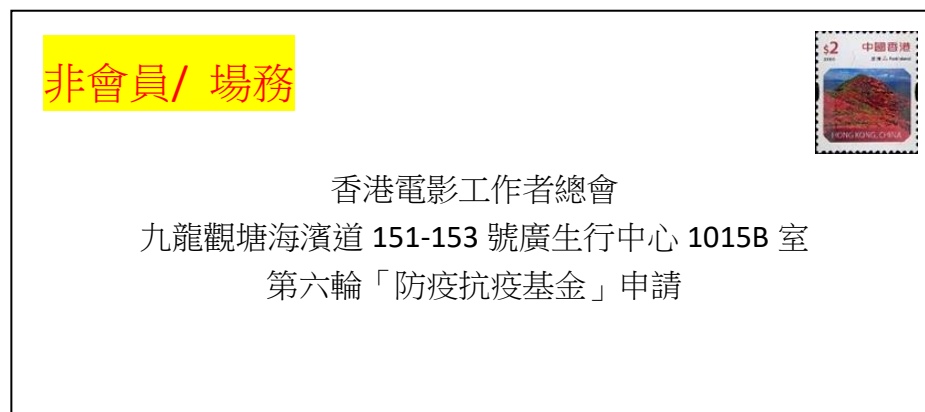 非會員/ 場務
$2 中國香港
HONG KONG, CHINA
香港電影工作者總會
九龍觀塘海濱道 151-153 號廣生行中心 1015B 室
第六輪「防疫抗疫基金」申請